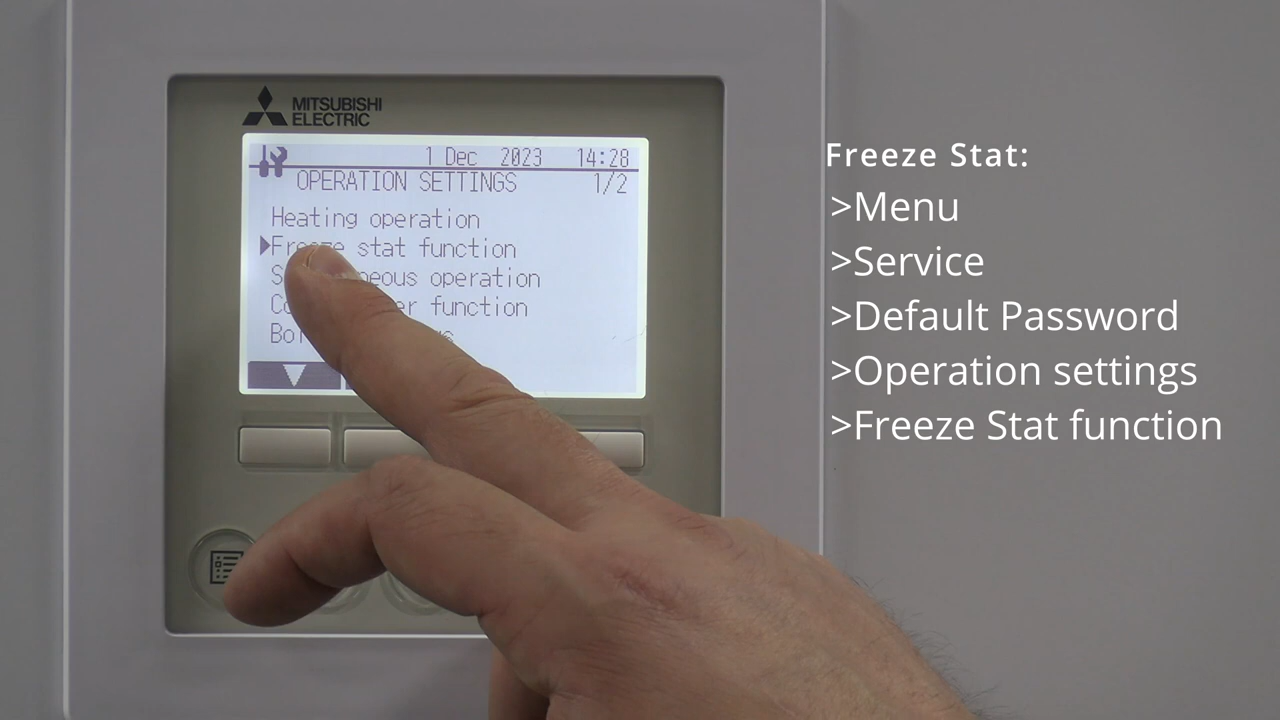 MITSUBISHI
ELECTRIC
1 Dec 2023 14:28
OPERATION SETTINGS 1/2
Heating operation
Freeze stat function
operation
function
Freeze Stat:
>Menu
>Service
>Default Password
>Operation settings
>Freeze Stat function